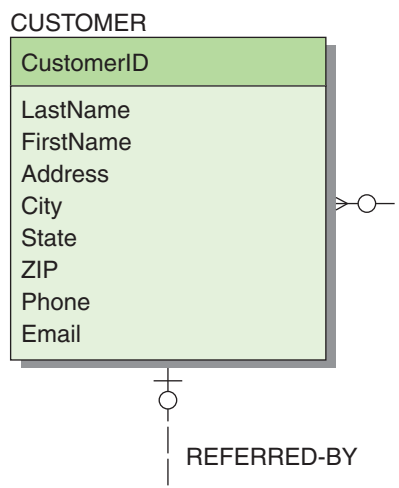 CUSTOMER
CustomerID
LastName
FirstName
Address
City
State
ZIP
Phone
Email
REFERRED-BY